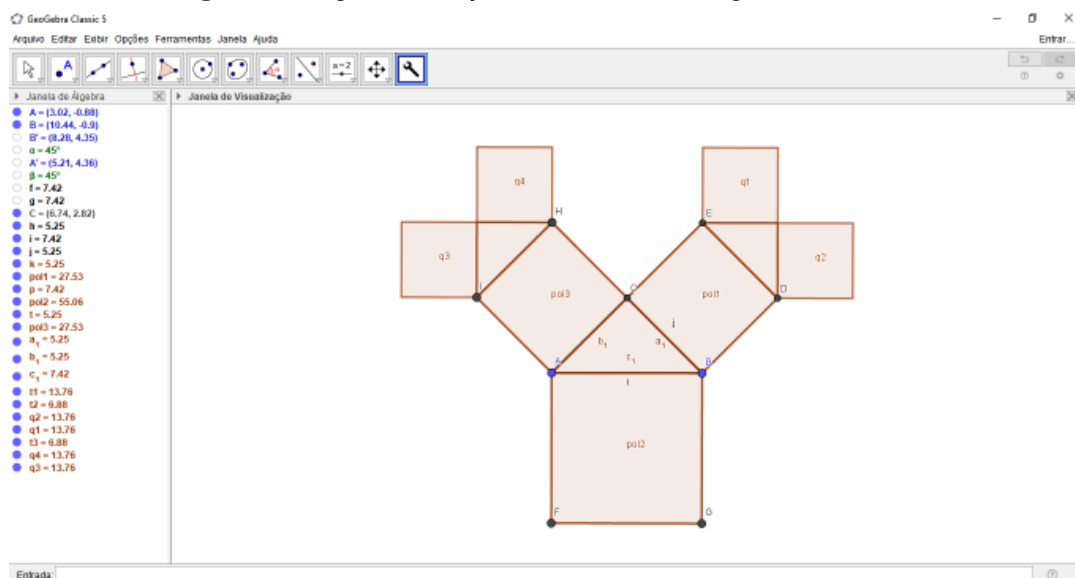 GeoGebra Classic 5
Arquivo Editar Exibir Opções Ferramentas Janela Ajuda
Entrar...
A
a=2
Janela de Álgebra
Janela de Visualização
A = (3.02, -0.88)
B = (10.44, -0.9)
B' = (8.28, 4.35)
α = 45°
A' = (5.21, 4.36)
β = 45°
f = 7.42
g = 7.42
C = (6.74, 2.82)
h = 5.25
i = 7.42
j = 5.25
k = 5.25
pol1 = 27.53
p = 7.42
pol2 = 55.06
t = 5.25
pol3 = 27.53
a₁ = 5.25
b₁ = 5.25
c₁ = 7.42
t1 = 13.76
t2 = 6.88
q2 = 13.76
q1 = 13.76
t3 = 6.88
q4 = 13.76
q3 = 13.76
q4
q1
H
E
q3
q2
I
pol3
C
pol1
D
j
b₁
a₁
A
c₁
B
i
pol2
F
G
Entrada: